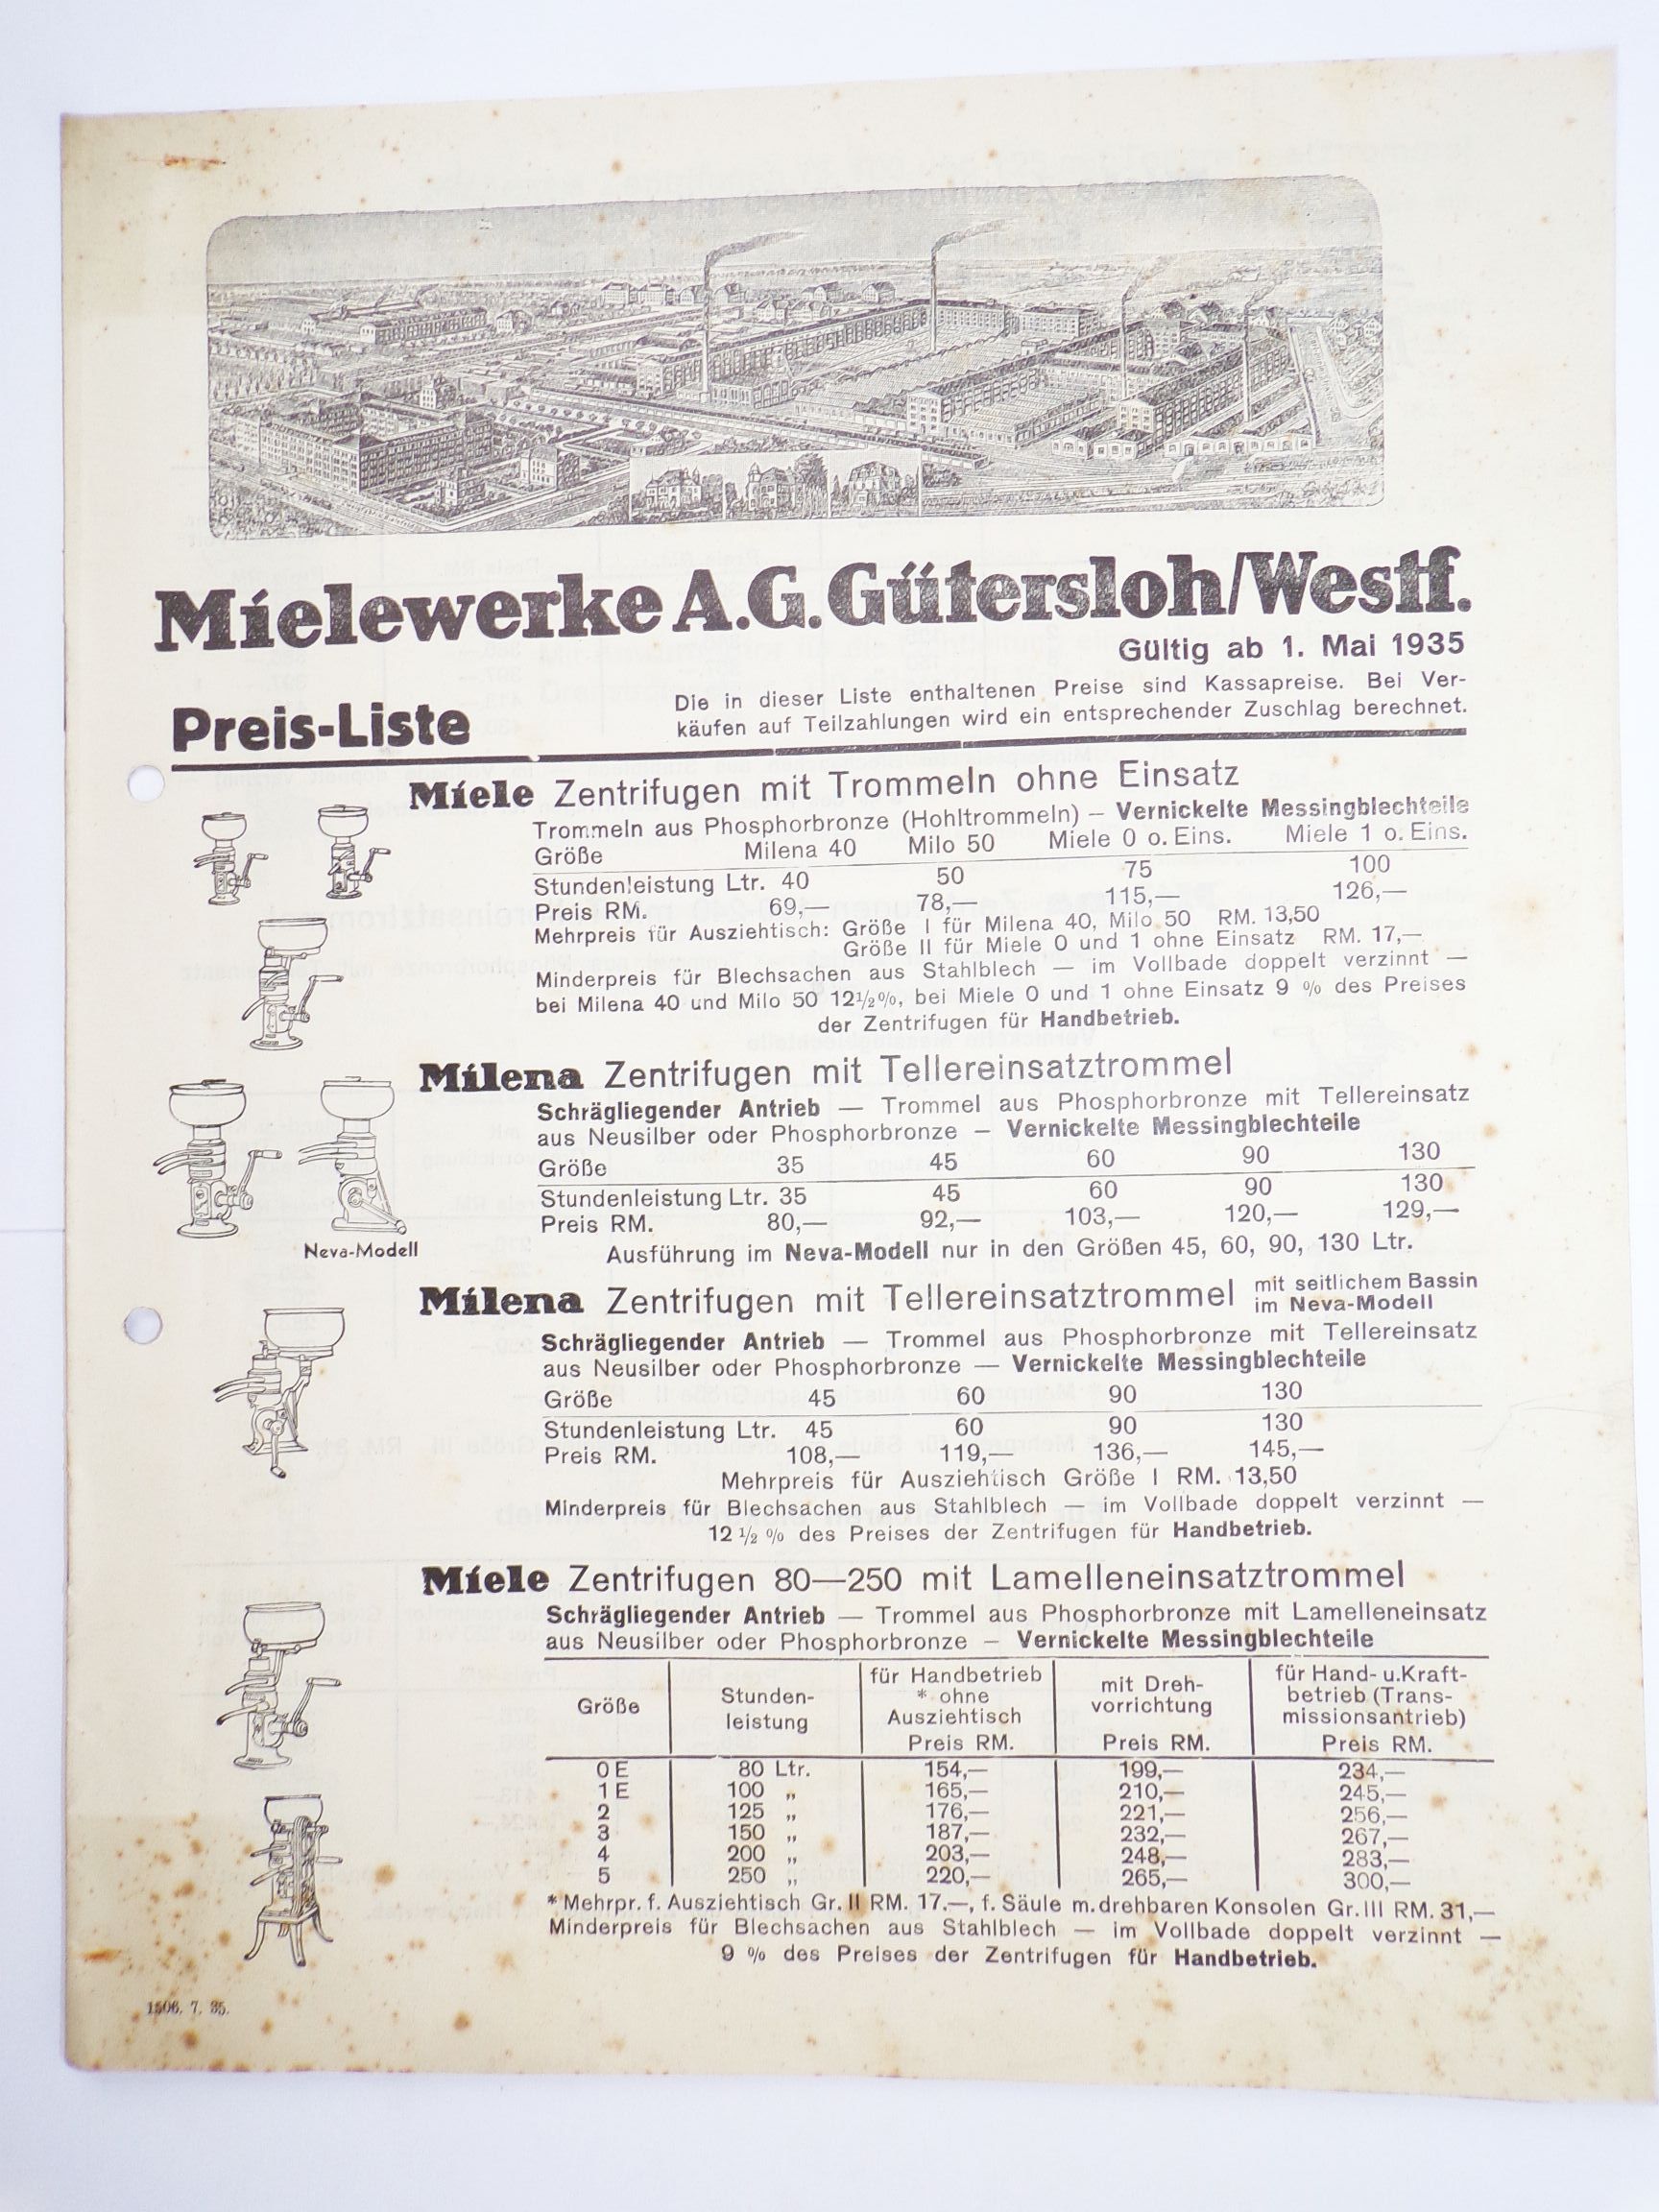 Mielewerke A.G. Gütersloh/Westf.
Gültig ab 1. Mai 1935
Preis-Liste
Die in dieser Liste enthaltenen Preise sind Kassapreise. Bei Ver-
käufen auf Teilzahlungen wird ein entsprechender Zuschlag berechnet.
Miele Zentrifugen mit Trommeln ohne Einsatz
Trommeln aus Phosphorbronze (Hohltrommeln) — Vernickelte Messingblechteile
Größe Milena 40 Milo 50 Miele 0 o. Eins. Miele 1 o. Eins.
Stundenleistung Ltr. 40 50 75 100
Preis RM. 69,— 78,— 115,— 126,—
Mehrpreis für Ausziehtisch: Größe I für Milena 40, Milo 50 RM. 13,50
Größe II für Miele 0 und 1 ohne Einsatz RM. 17,—
Minderpreis für Blechsachen aus Stahlblech — im Vollbade doppelt verzinnt —
bei Milena 40 und Milo 50 12½%, bei Miele 0 und 1 ohne Einsatz 9 % des Preises
der Zentrifugen für Handbetrieb.
Milena Zentrifugen mit Tellereinsatztrommel
Schrägliegender Antrieb — Trommel aus Phosphorbronze mit Tellereinsatz
aus Neusilber oder Phosphorbronze — Vernickelte Messingblechteile
Größe 35 45 60 90 130
Stundenleistung Ltr. 35 45 60 90 130
Preis RM. 80,— 92,— 103,— 120,— 129,—
Neva-Modell
Ausführung im Neva-Modell nur in den Größen 45, 60, 90, 130 Ltr.
Milena Zentrifugen mit Tellereinsatztrommel mit seitlichem Bassin
im Neva-Modell
Schrägliegender Antrieb — Trommel aus Phosphorbronze mit Tellereinsatz
aus Neusilber oder Phosphorbronze — Vernickelte Messingblechteile
Größe 45 60 90 130
Stundenleistung Ltr. 45 60 90 130
Preis RM. 108,— 119,— 136,— 145,—
Mehrpreis für Ausziehtisch Größe I RM. 13,50
Minderpreis für Blechsachen aus Stahlblech — im Vollbade doppelt verzinnt —
12 ½ % des Preises der Zentrifugen für Handbetrieb.
Miele Zentrifugen 80—250 mit Lamelleneinsatztrommel
Schrägliegender Antrieb — Trommel aus Phosphorbronze mit Lamelleneinsatz
aus Neusilber oder Phosphorbronze — Vernickelte Messingblechteile
Größe
Stunden-
leistung
für Handbetrieb
* ohne
Ausziehtisch
Preis RM.
mit Dreh-
vorrichtung
Preis RM.
für Hand- u. Kraft-
betrieb (Trans-
missionsantrieb)
Preis RM.
0 E 80 Ltr. 154,— 199,— 234,—
1 E 100 „ 165,— 210,— 245,—
2 125 „ 176,— 221,— 256,—
3 150 „ 187,— 232,— 267,—
4 200 „ 203,— 248,— 283,—
5 250 „ 220,— 265,— 300,—
* Mehrpr. f. Ausziehtisch Gr. II RM. 17.—, f. Säule m. drehbaren Konsolen Gr. III RM. 31,—
Minderpreis für Blechsachen aus Stahlblech — im Vollbade doppelt verzinnt —
9 % des Preises der Zentrifugen für Handbetrieb.
1506. 7. 35.